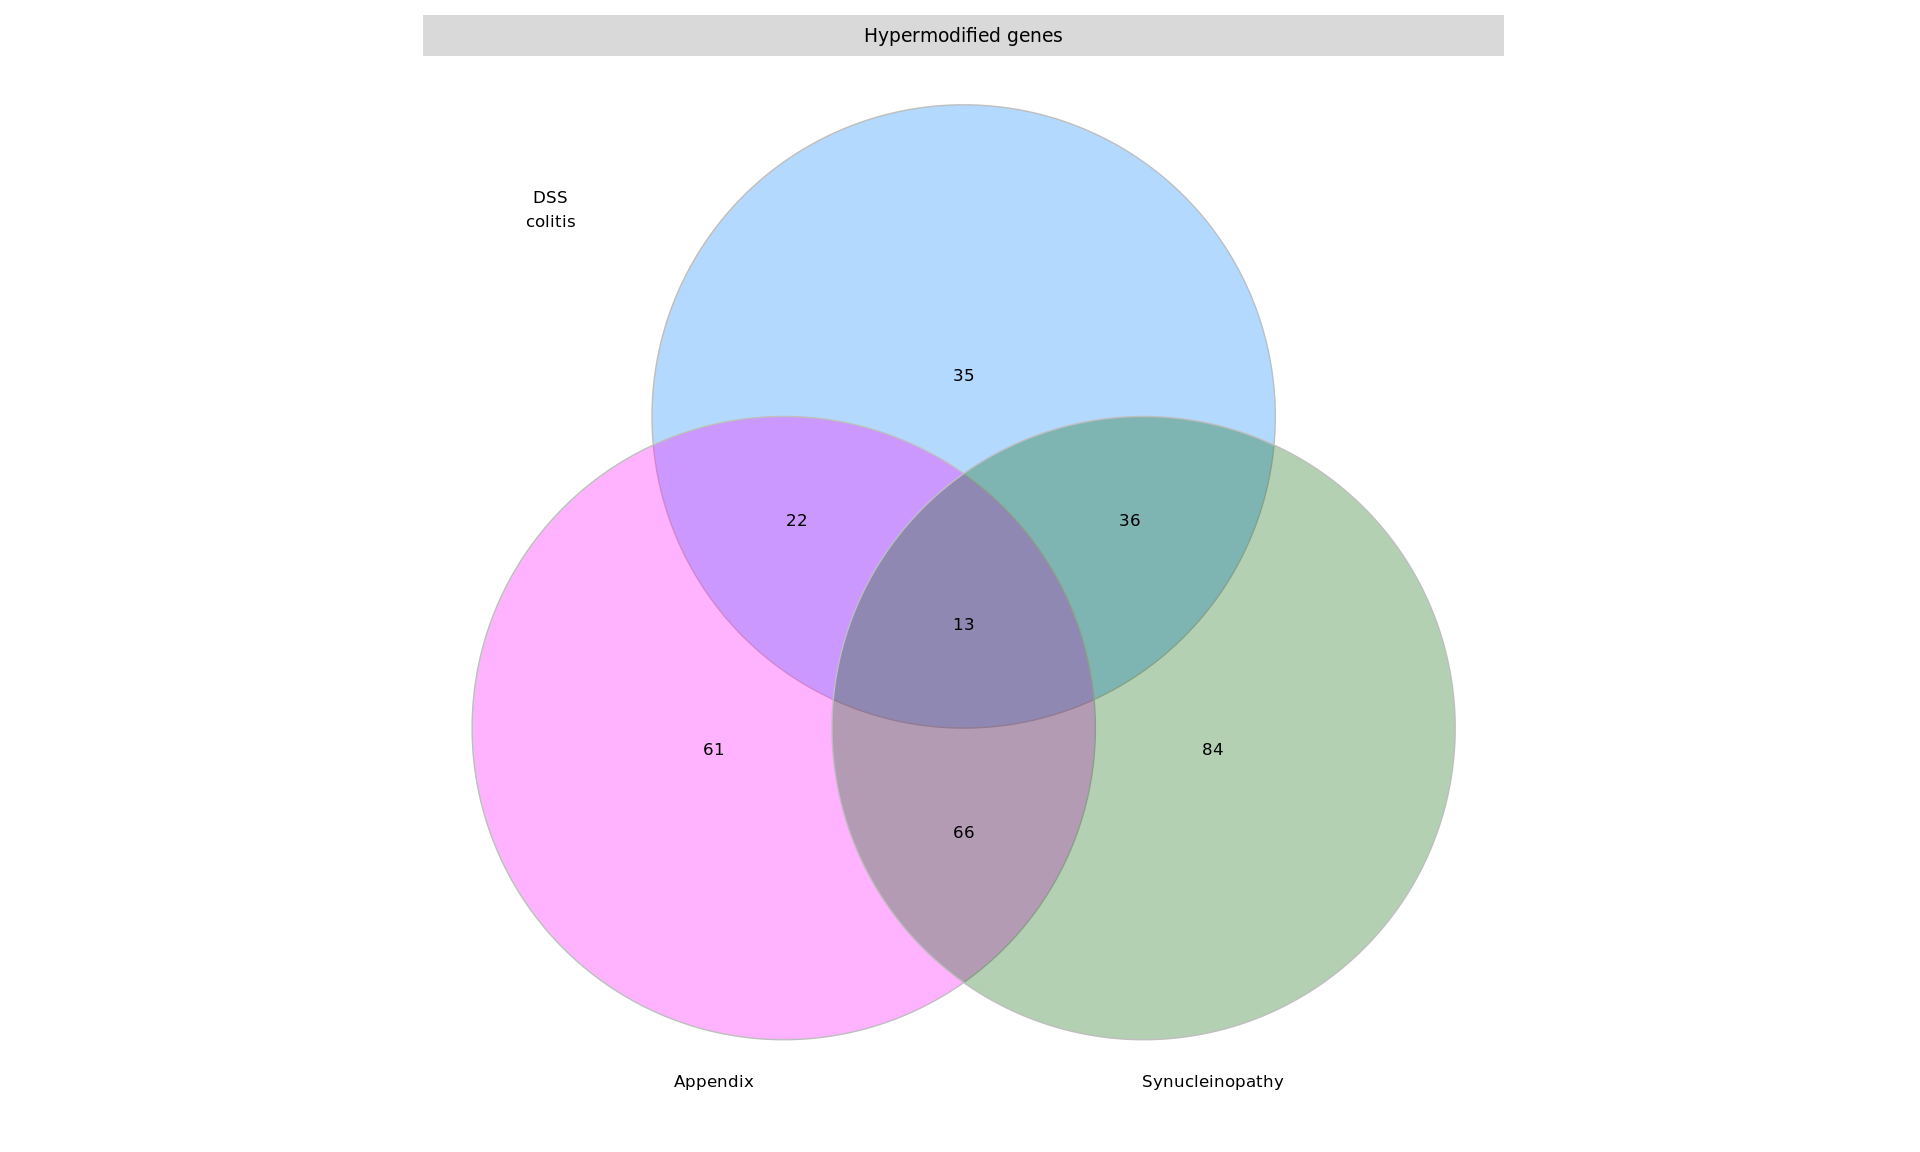 Hypermodified genes
DSS
colitis
35
22
36
13
61
84
66
Appendix
Synucleinopathy